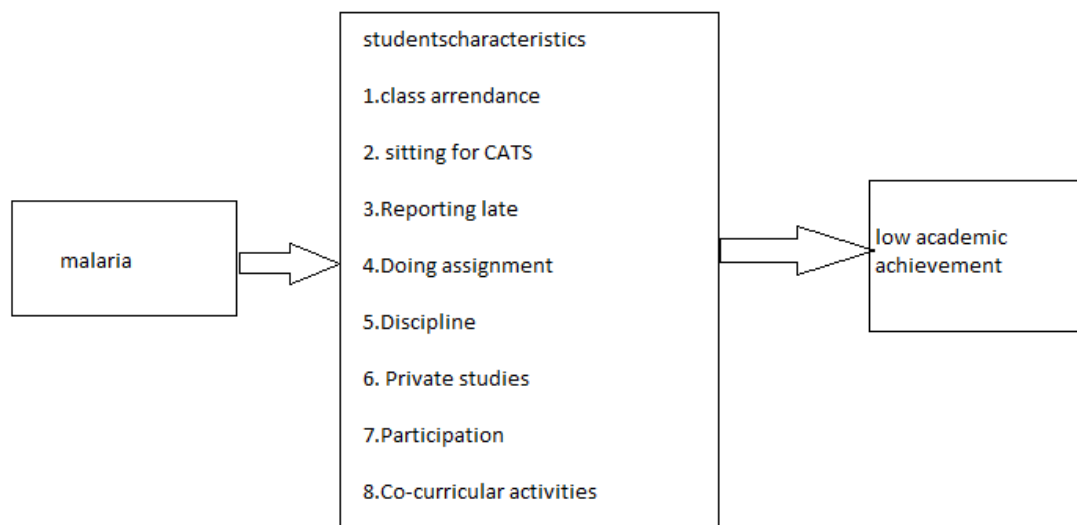 malaria
studentscharacteristics
1.class arrendance
2. sitting for CATS
3.Reporting late
4.Doing assignment
5.Discipline
6. Private studies
7.Participation
8.Co-curricular activities
low academic
achievement